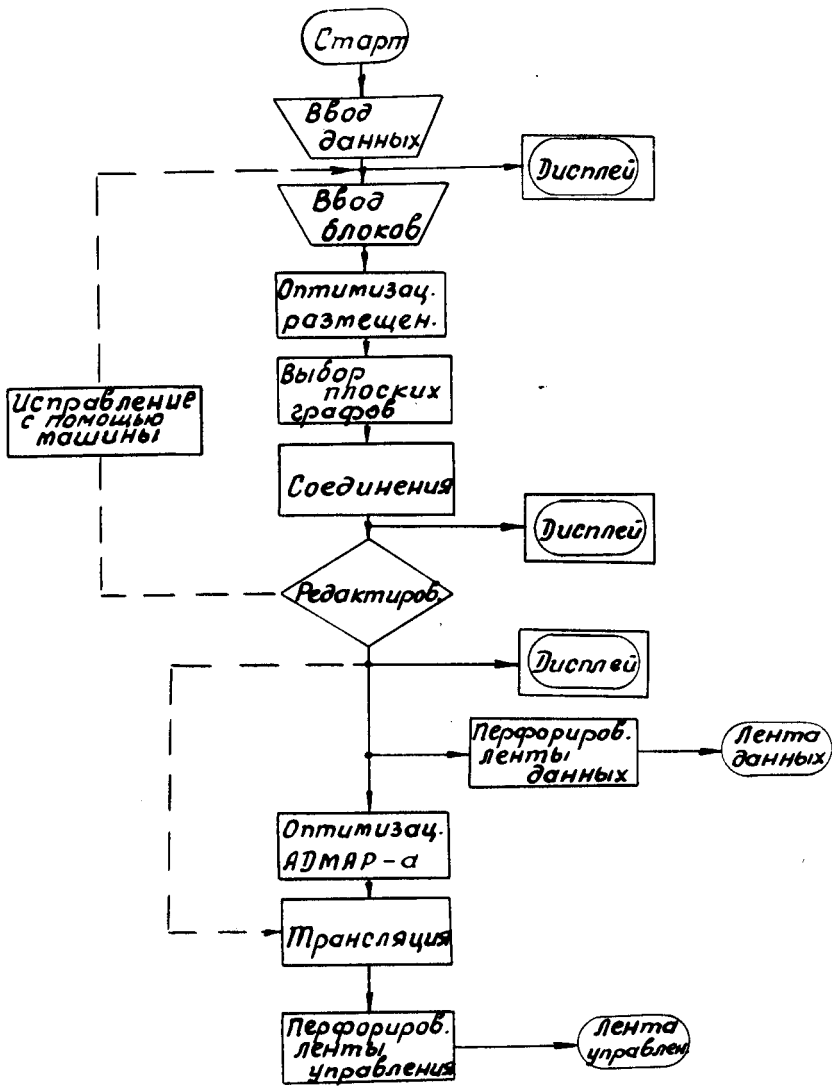 Старт
Ввод
данных
Дисплей
Ввод
блоков
Оптимизац.
размещен.
Выбор
плоских
графов
Исправление
с помощью
машины
Соединения
Дисплей
Редактиров.
Дисплей
Перфориров.
ленты
данных
Лента
данных
Оптимизац.
ADMAP-а
Трансляция
Перфориров.
ленты
управления
Лента
управлен.